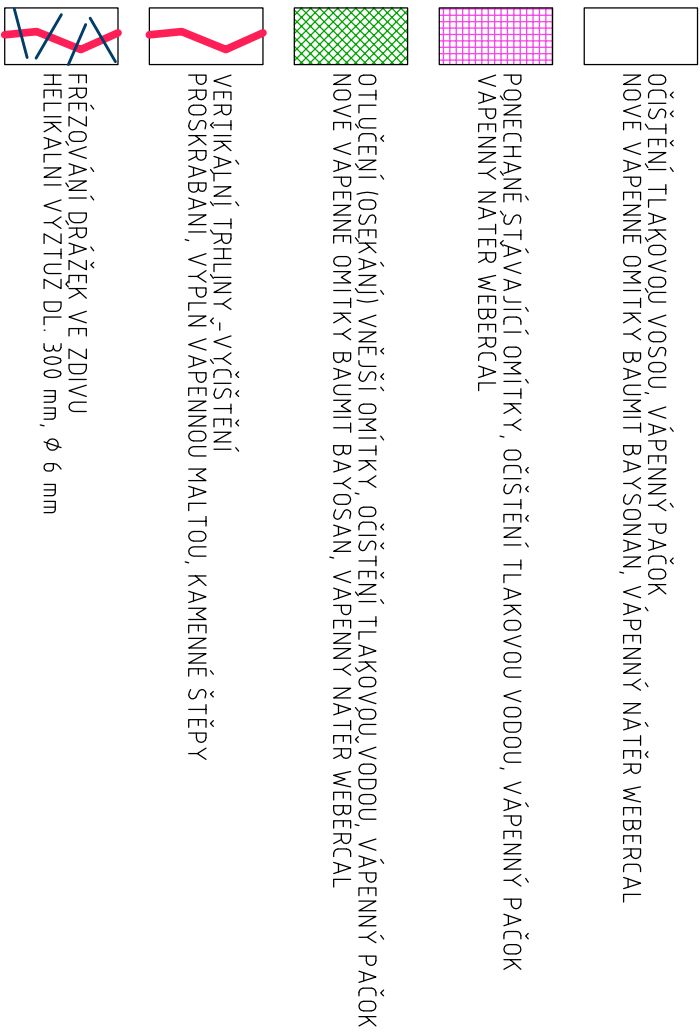 OČIŠTĚNÍ TLAKOVOU VOSOU, VÁPENNÝ PAČOK
NOVÉ VÁPENNÉ OMÍTKY BAUMIT BAYSONAN, VÁPENNÝ NÁTĚR WEBERCAL
PONECHANÉ STÁVAJÍCÍ OMÍTKY, OČIŠTĚNÍ TLAKOVOU VODOU, VÁPENNÝ PAČOK
VÁPENNÝ NÁTĚR WEBERCAL
OTLUČENÍ (OSEKÁNÍ) VNĚJŠÍ OMÍTKY, OČIŠTĚNÍ TLAKOVOU VODOU, VÁPENNÝ PAČOK
NOVÉ VÁPENNÉ OMÍTKY BAUMIT BAYOSAN, VÁPENNÝ NÁTĚR WEBERCAL
VERTIKÁLNÍ TRHLINY - VYČIŠTĚNÍ
PROŠKRÁBÁNÍ, VÝPLŇ VÁPENNOU MALTOU, KAMENNÉ ŠTĚPY
FRÉZOVÁNÍ DRÁŽEK VE ZDIVU
HELIKÁLNÍ VÝZTUŽ DL. 300 mm, ϕ 6 mm